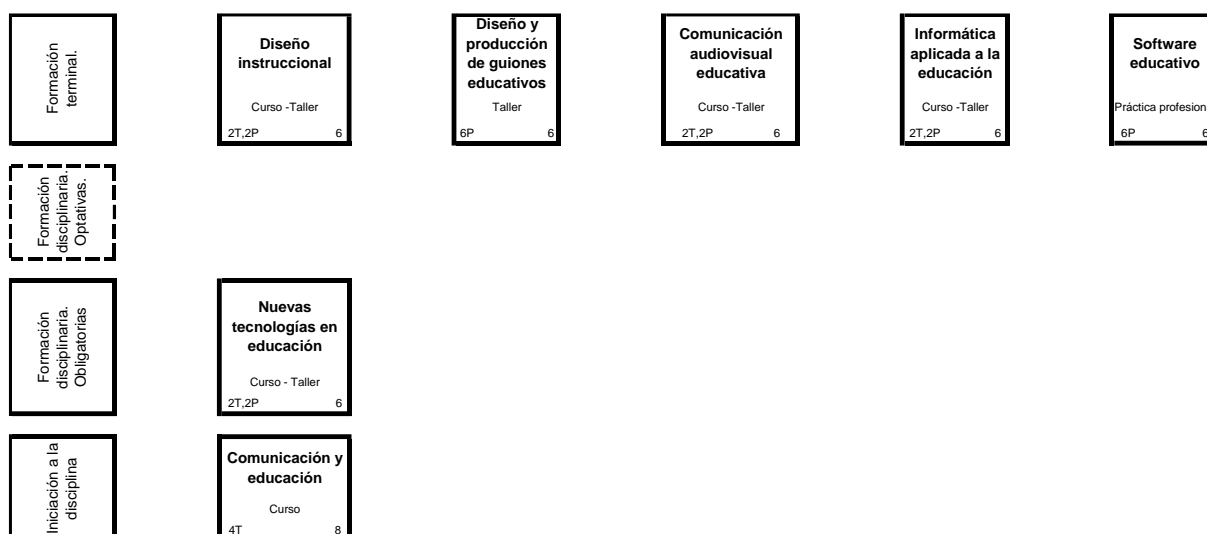 Formación
terminal.
Diseño
instruccional
Curso -Taller
2T,2P 6
Diseño y
producción
de guiones
educativos
Taller
6P 6
Comunicación
audiovisual
educativa
Curso -Taller
2T,2P 6
Informática
aplicada a la
educación
Curso -Taller
2T,2P 6
Software
educativo
Práctica profesion
6P 6
Formación
disciplinaria.
Optativas.
Formación
disciplinaria.
Obligatorias
Nuevas
tecnologías en
educación
Curso - Taller
2T,2P 6
Iniciación a la
disciplina
Comunicación y
educación
Curso
4T 8